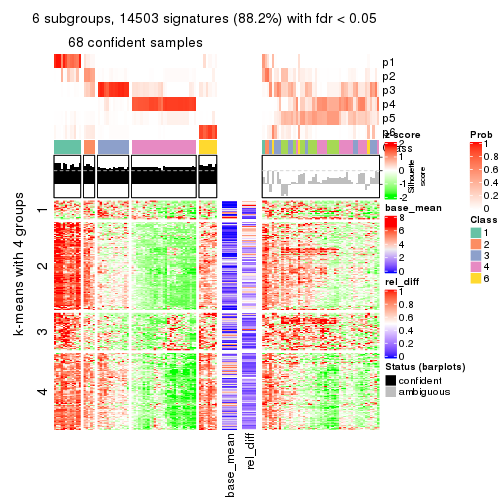 6 subgroups, 14503 signatures (88.2%) with fdr < 0.05
68 confident samples
p1
p2
p3
p4
p5
p6
Class
z_score
2
1
0
-1
-2
Silhouette
score
Prob
1
0.8
0.6
0.4
0.2
0
Class
1
2
3
4
6
base_mean
8
6
4
2
0
rel_diff
1
0.8
0.6
0.4
0.2
0
Status (barplots)
confident
ambiguous
k-means with 4 groups
1
2
3
4
base_mean
rel_diff